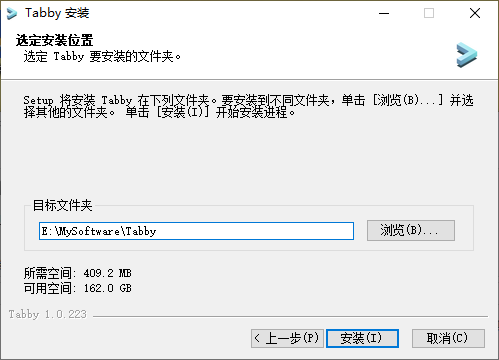 Tabby 安装
选定安装位置
选定 Tabby 要安装的文件夹。
Setup 将安装 Tabby 在下列文件夹。要安装到不同文件夹，单击 [浏览(B)...] 并选
择其他的文件夹。 单击 [安装(I)] 开始安装进程。
目标文件夹
E:\MySoftware\Tabby
浏览(B)...
所需空间: 409.2 MB
可用空间: 162.0 GB
Tabby 1.0.223
< 上一步(P)
安装(I)
取消(C)